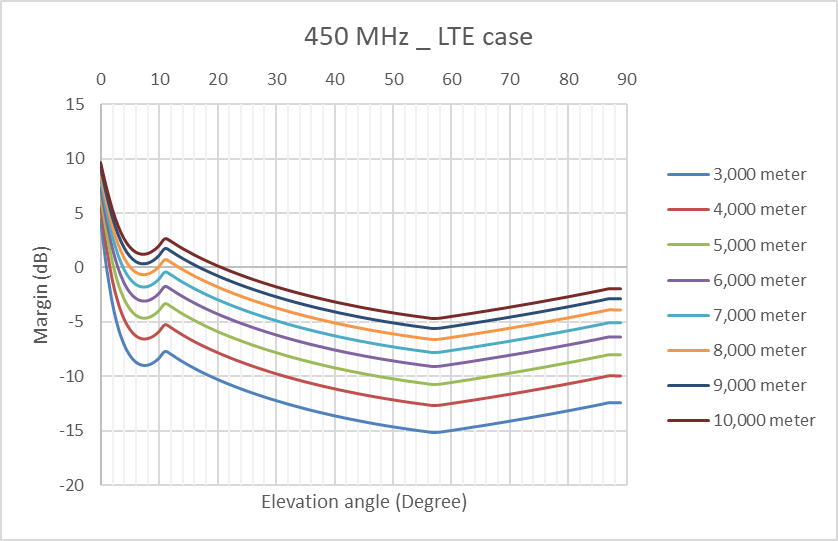 450 MHz _ LTE case
0 10 20 30 40 50 60 70 80 90
15
10
5
0
-5
-10
-15
-20
Margin (dB)
Elevation angle (Degree)
3,000 meter
4,000 meter
5,000 meter
6,000 meter
7,000 meter
8,000 meter
9,000 meter
10,000 meter